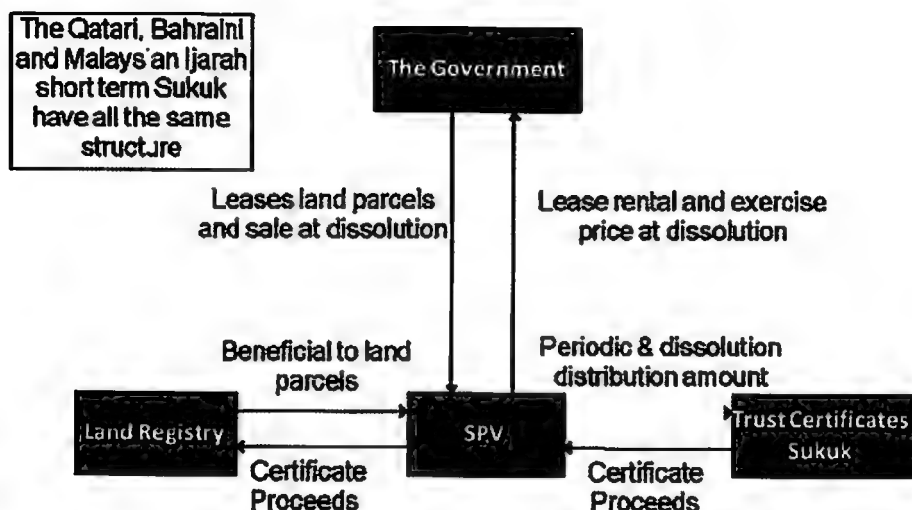 The Qatari, Bahraini
and Malaysian Ijarah
short term Sukuk
have all the same
structure
The Government
Leases land parcels
and sale at dissolution
Lease rental and exercise
price at dissolution
Beneficial to land
parcels
Periodic & dissolution
distribution amount
Land Registry
SPV
Trust Certificates
Sukuk
Certificate
Proceeds
Certificate
Proceeds